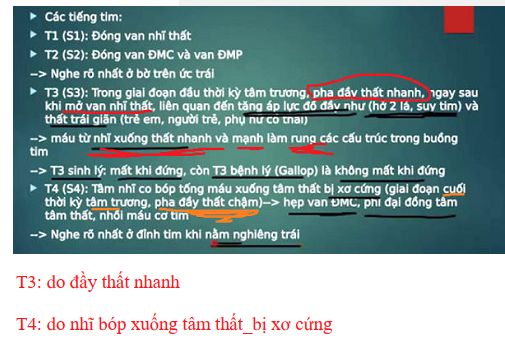 Các tiếng tim:
T1 (S1): Đóng van nhĩ thất
T2 (S2): Đóng van ĐMC và van ĐMP
--> Nghe rõ nhất ở bờ trên ức trái
T3 (S3): Trong giai đoạn đầu thời kỳ tâm trương, pha đầy thất nhanh, ngay sau
khi mở van nhĩ thất, liên quan đến tăng áp lực đổ đầy như (hở 2 lá, suy tim) và
thất trái giãn (trẻ em, người trẻ, phụ nữ có thai)
--> máu từ nhĩ xuống thất nhanh và mạnh làm rung các cấu trúc trong buồng
tim
--> T3 sinh lý: mất khi đứng, còn T3 bệnh lý (Gallop) là không mất khi đứng
T4 (S4): Tâm nhĩ co bóp tống máu xuống tâm thất bị xơ cứng (giai đoạn cuối
thời kỳ tâm trương, pha đầy thất chậm)--> hẹp van ĐMC, phì đại đồng tâm
tâm thất, nhồi máu cơ tim
--> Nghe rõ nhất ở đỉnh tim khi nằm nghiêng trái
T3: do đầy thất nhanh
T4: do nhĩ bóp xuống tâm thất_bị xơ cứng